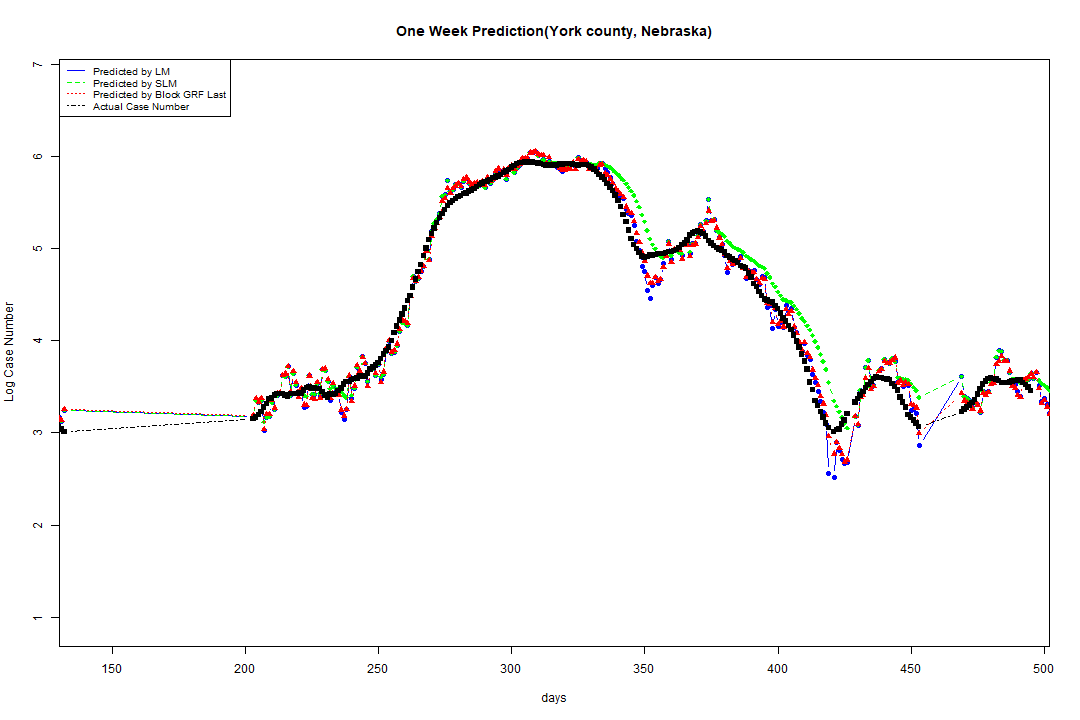 One Week Prediction(York county, Nebraska)
Predicted by LM
Predicted by SLM
Predicted by Block GRF Last
Actual Case Number
7
6
5
4
3
2
1
Log Case Number
150 200 250 300 350 400 450 500
days